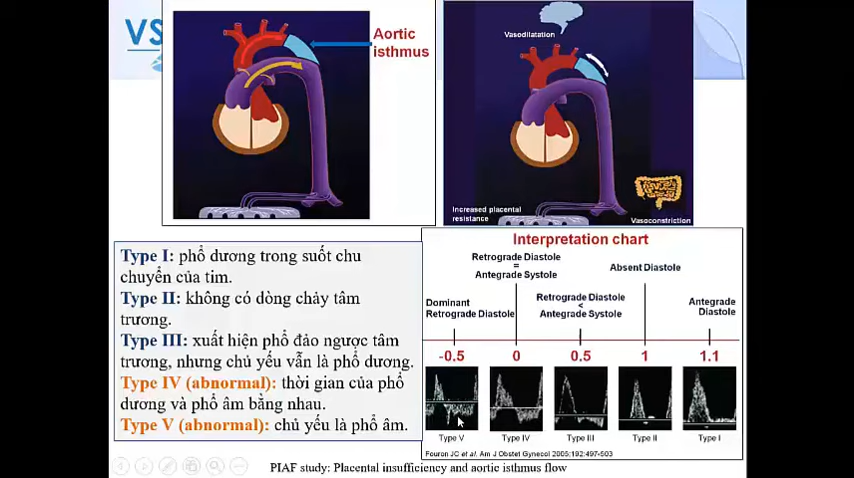 VS
Aortic
isthmus
Vasodilatation
Increased placental
resistance
Vasoconstriction
Type I: phổ dương trong suốt chu
chuyển của tim.
Type II: không có dòng chảy tâm
trương.
Type III: xuất hiện phổ đảo ngược tâm
trương, nhưng chủ yếu vẫn là phổ dương.
Type IV (abnormal): thời gian của phổ
dương và phổ âm bằng nhau.
Type V (abnormal): chủ yếu là phổ âm.
Interpretation chart
Retrograde Diastole
=
Antegrade Systole
Absent Diastole
Dominant
Retrograde Diastole
Retrograde Diastole
<
Antegrade Systole
Antegrade
Diastole
-0.5 0 0.5 1 1.1
Type V Type IV Type III Type II Type I
Fouron JC et al. Am J Obstet Gynecol 2005;192:497-503
PIAF study: Placental insufficiency and aortic isthmus flow